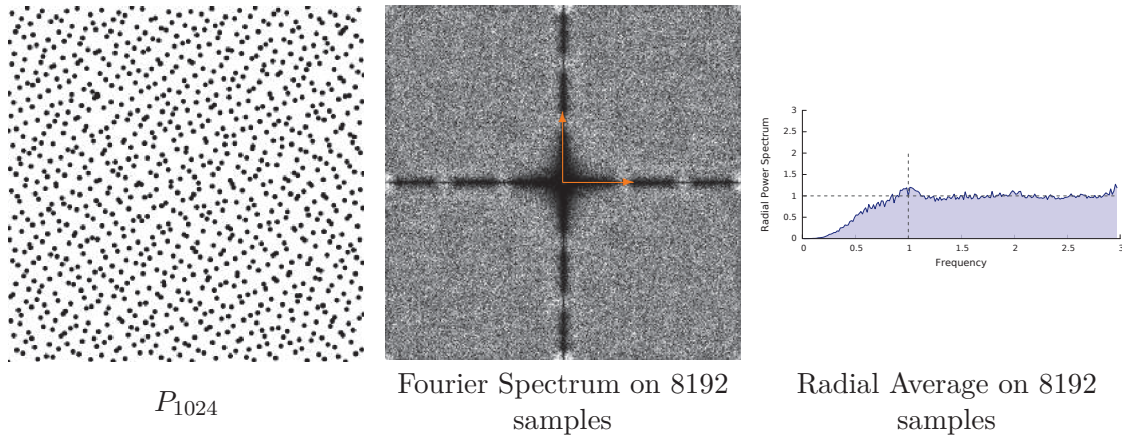 3
2.5
2
1.5
1
0.5
0
Radial Power Spectrum
0 0.5 1 1.5 2 2.5 3
Frequency
P1024
Fourier Spectrum on 8192
samples
Radial Average on 8192
samples